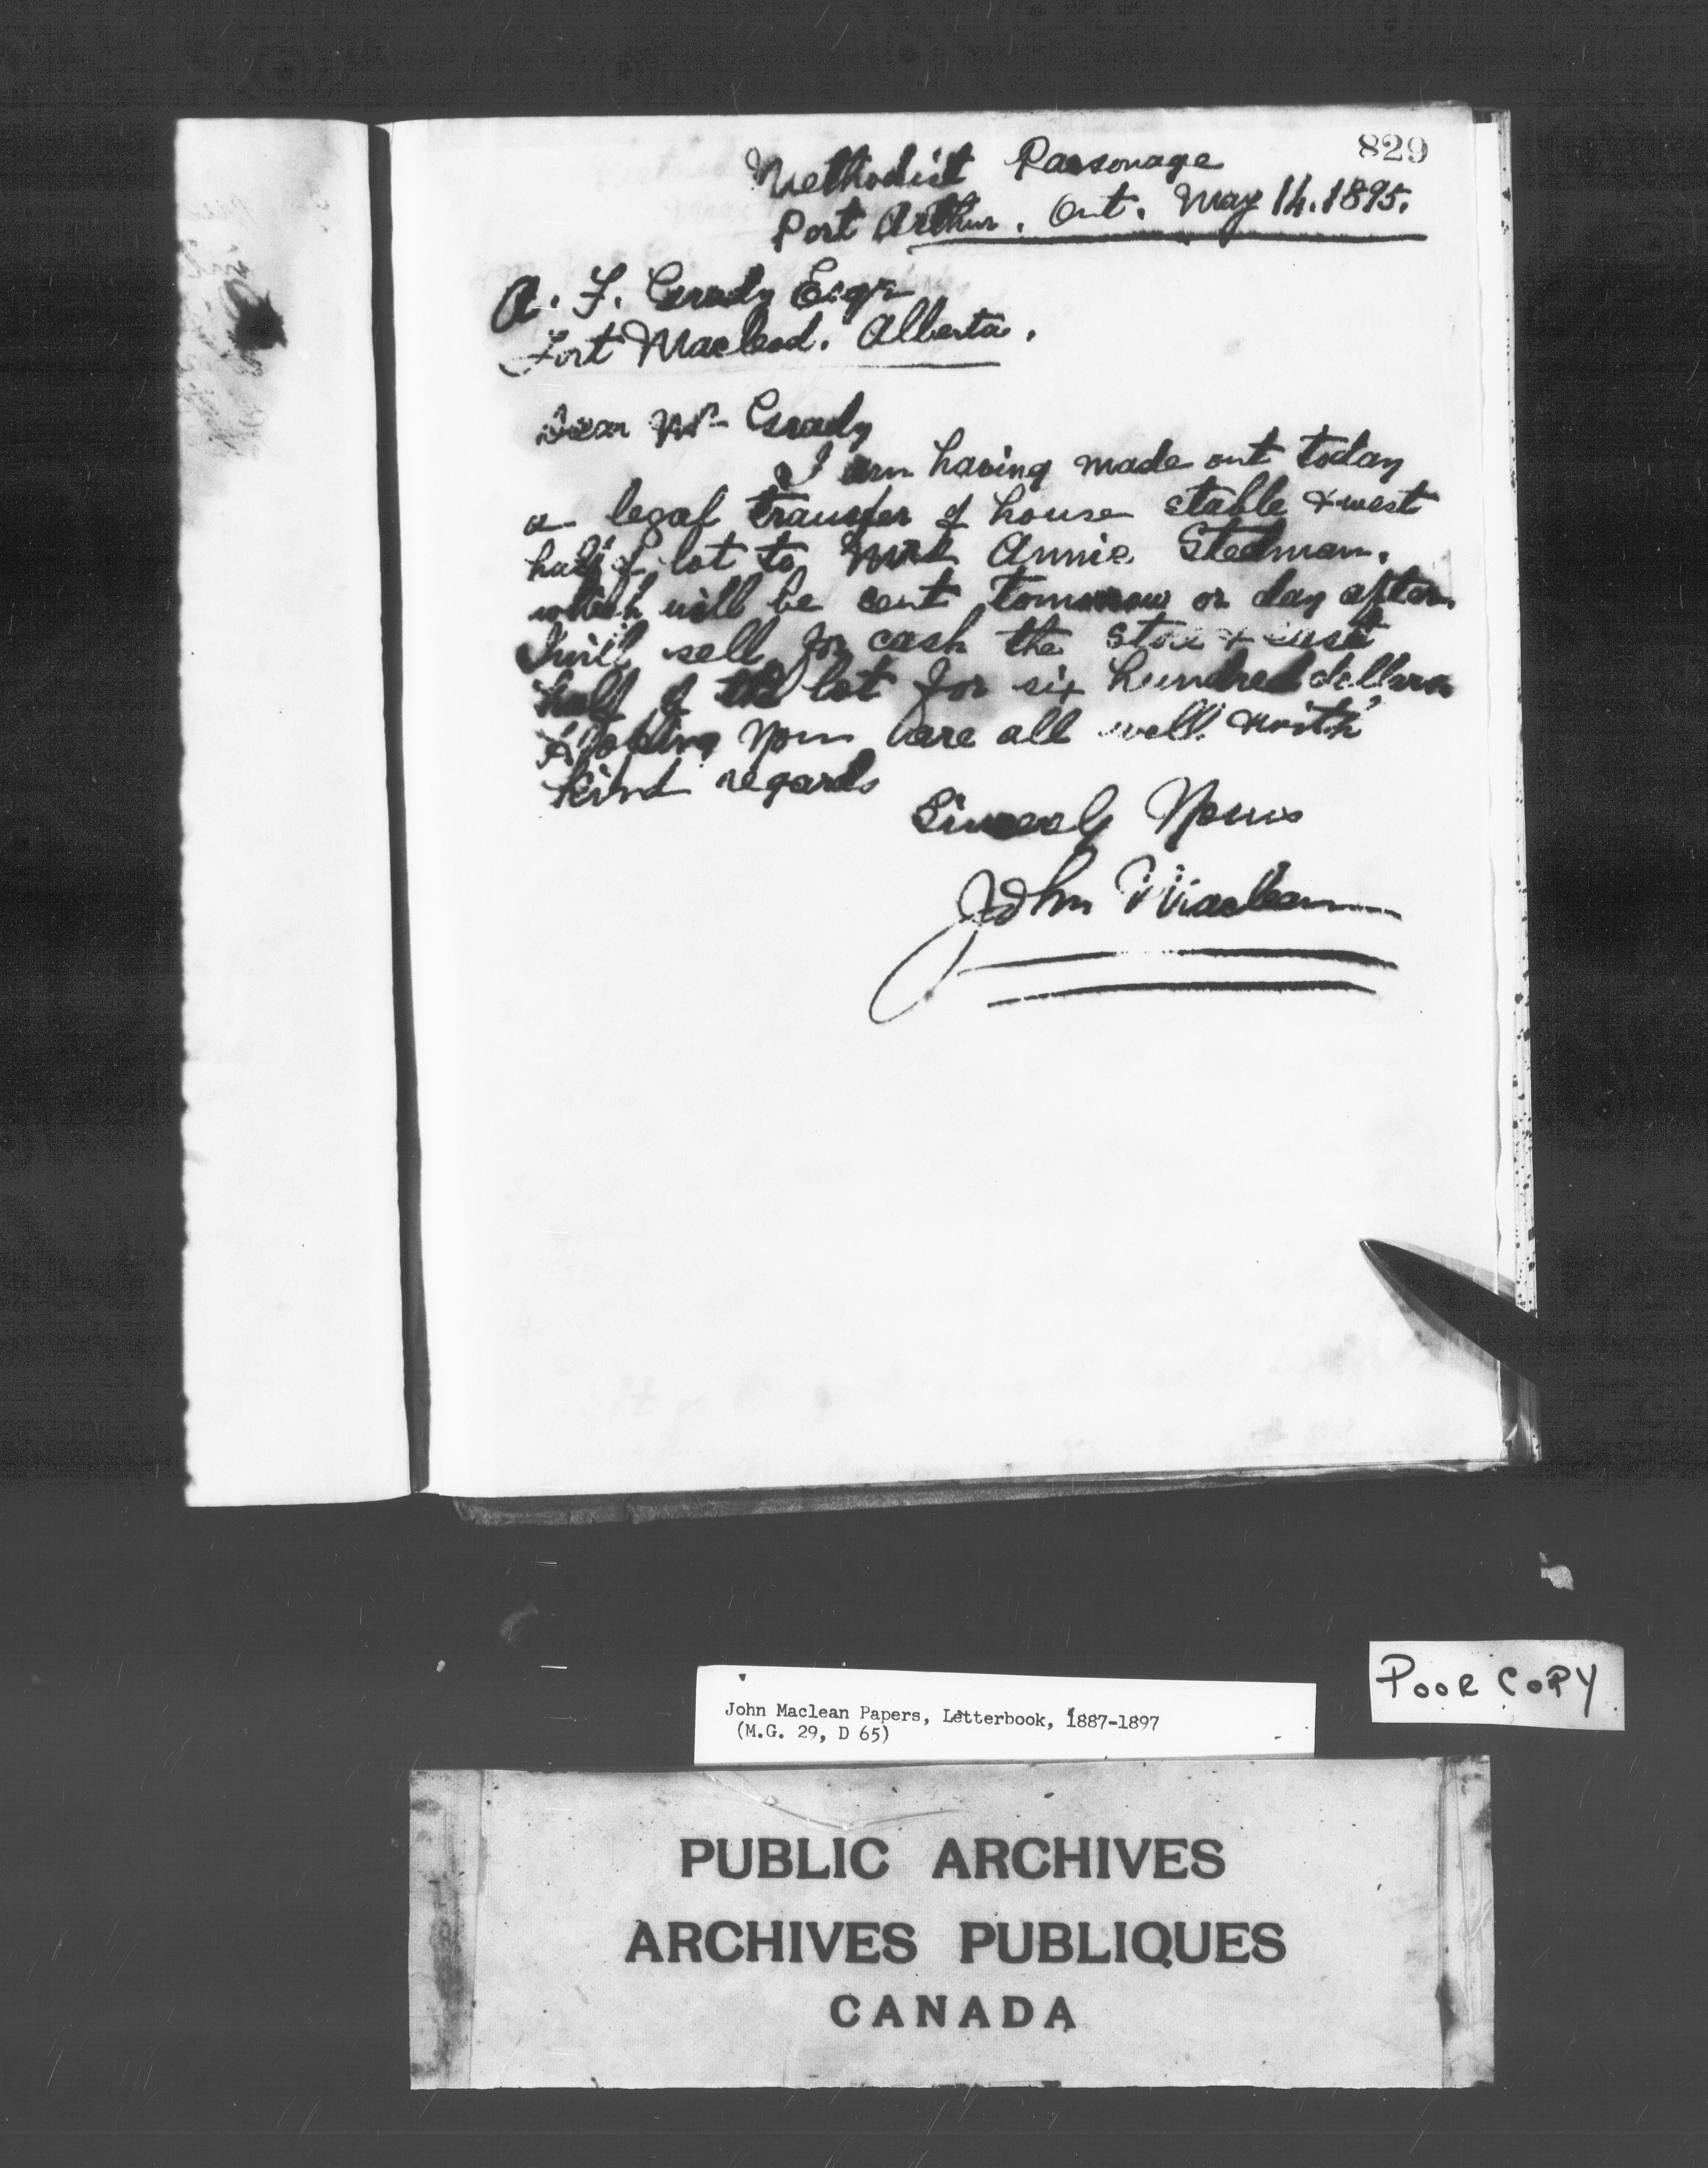 829
Methodist Parsonage
Port Arthur. Ont. May 14. 1895.
A. F. Grady Esqr
Fort Macleod. Alberta.
Dear Mr Grady
I am having made out today
a legal transfer of house stable & west
half of lot to Mrs Annie Stedman,
which will be sent tomorrow or day after.
I will sell for cash the store & east
half of the lot for six hundred dollars.
Hoping you are all well. with
kind regards
Sincerely Yours
John Maclean
POOR COPY
John Maclean Papers, Letterbook, 1887-1897
(M.G. 29, D 65)
PUBLIC ARCHIVES
ARCHIVES PUBLIQUES
CANADA